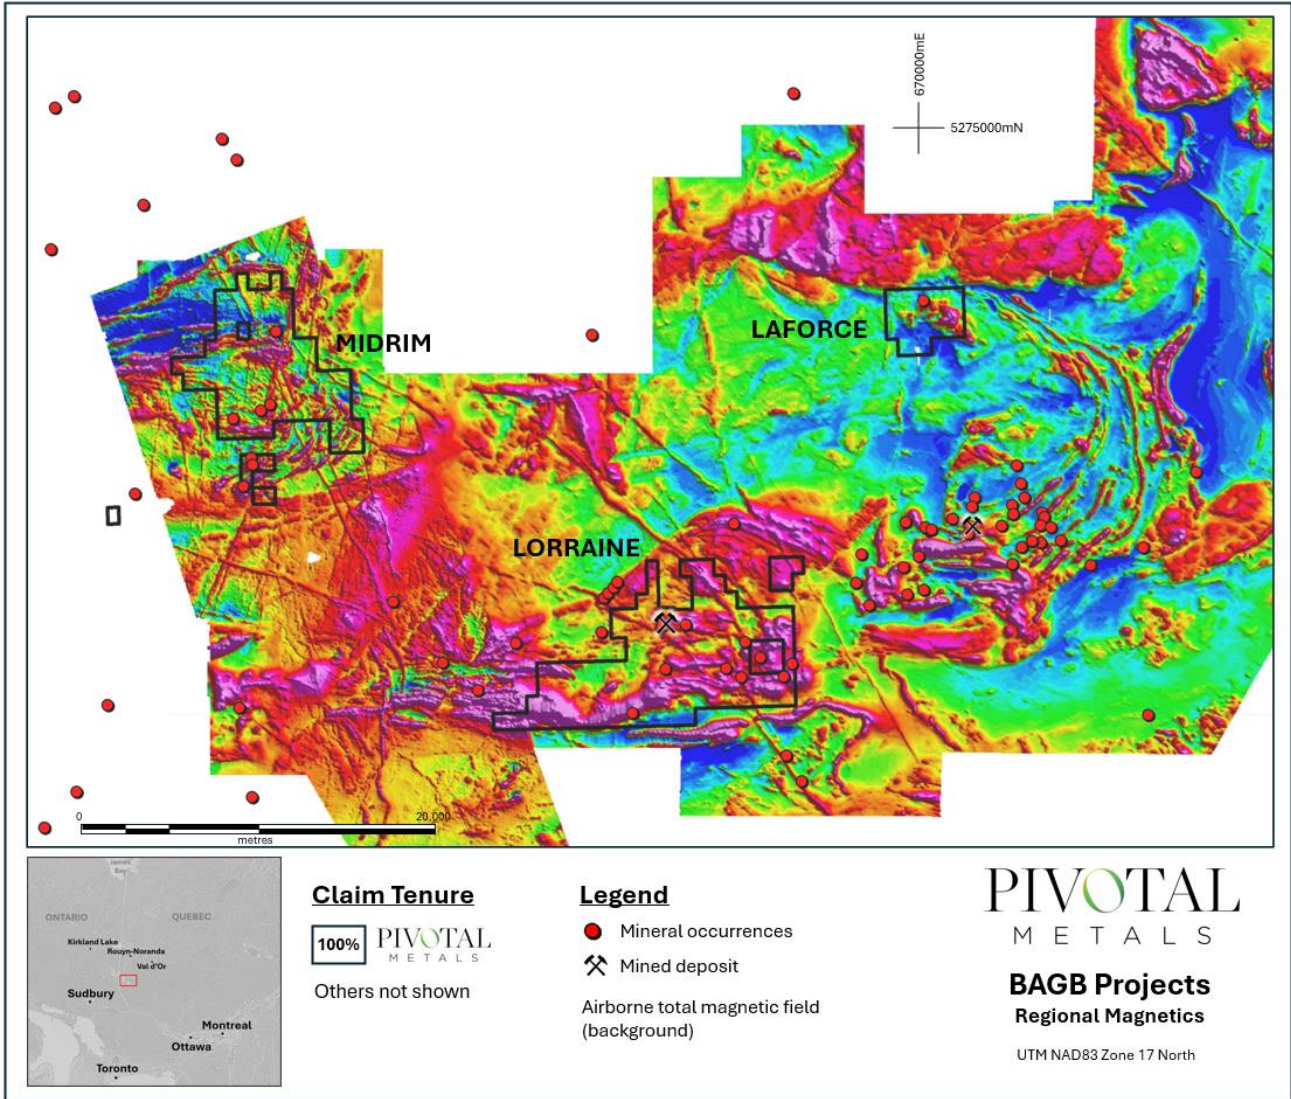 670000mE
5275000mN
MIDRIM
LAFORCE
LORRAINE
0 20,000
metres
James
Bay
ONTARIO QUEBEC
Kirkland Lake
Rouyn-Noranda
Val d'Or
Sudbury
Montreal
Ottawa
Toronto
Claim Tenure
100% PIVOTAL
METALS
Others not shown
Legend
Mineral occurrences
Mined deposit
Airborne total magnetic field
(background)
PIVOTAL
METALS
BAGB Projects
Regional Magnetics
UTM NAD83 Zone 17 North